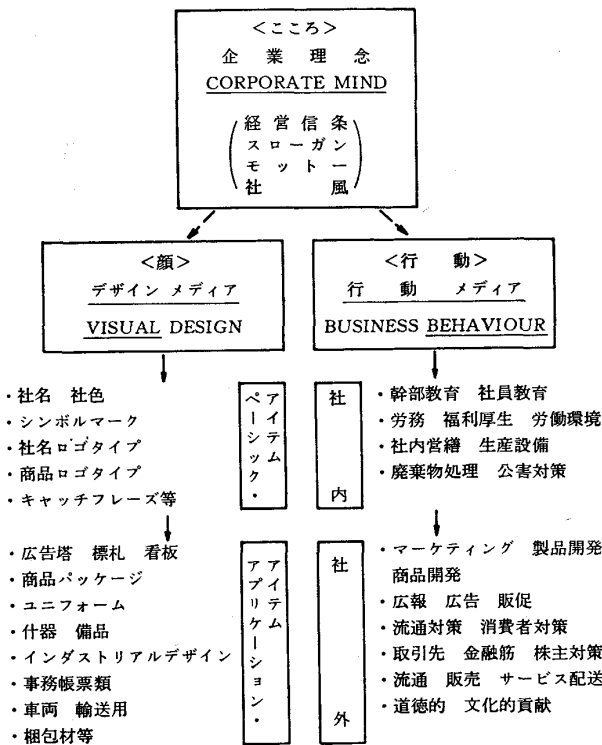 <こころ>
企業理念
CORPORATE MIND
経営信条
スローガン
モットー
社風
<顔>
デザイン メディア
VISUAL DESIGN
<行動>
行動 メディア
BUSINESS BEHAVIOUR
・社名 社色
・シンボルマーク
・社名ロゴタイプ
・商品ロゴタイプ
・キャッチフレーズ等
ベーシック・
アイテム
社内
・幹部教育 社員教育
・労務 福利厚生 労働環境
・社内営繕 生産設備
・廃棄物処理 公害対策
・広告塔 標札 看板
・商品パッケージ
・ユニフォーム
・什器 備品
・インダストリアルデザイン
・事務帳票類
・車両 輸送用
・梱包材等
アプリケーション・
アイテム
社外
・マーケティング 製品開発
商品開発
・広報 広告 販促
・流通対策 消費者対策
・取引先 金融筋 株主対策
・流通 販売 サービス配送
・道徳的 文化的貢献